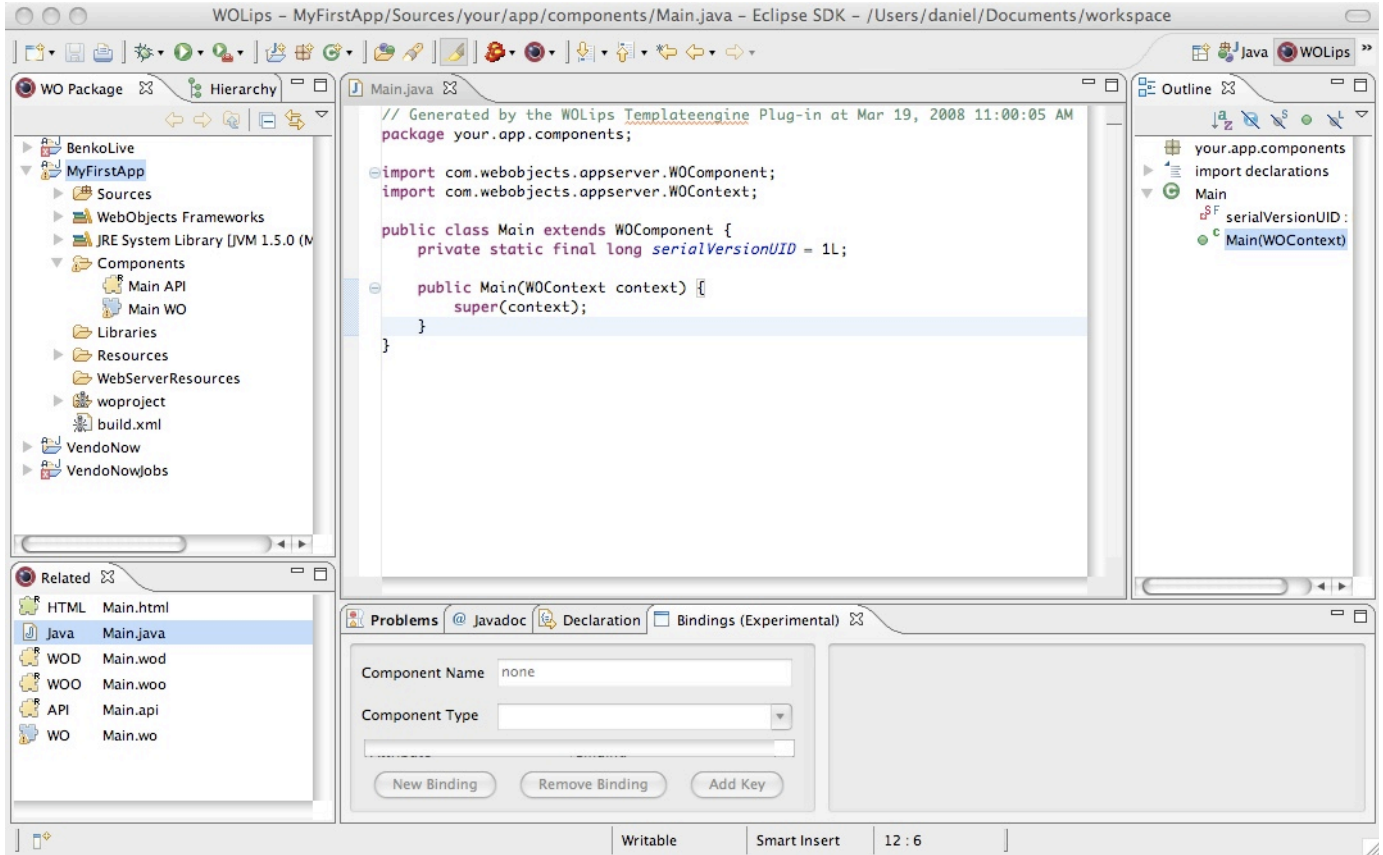 WOLips – MyFirstApp/Sources/your/app/components/Main.java – Eclipse SDK – /Users/daniel/Documents/workspace
Java WOLips »
WO Package Hierarchy
BenkoLive
MyFirstApp
Sources
WebObjects Frameworks
JRE System Library [JVM 1.5.0 (M
Components
Main API
Main WO
Libraries
Resources
WebServerResources
woproject
build.xml
VendoNow
VendoNowJobs
Related
HTML Main.html
Java Main.java
WOD Main.wod
WOO Main.woo
API Main.api
WO Main.wo
Main.java
// Generated by the WOLips Templateengine Plug-in at Mar 19, 2008 11:00:05 AM
package your.app.components;
import com.webobjects.appserver.WOComponent;
import com.webobjects.appserver.WOContext;
public class Main extends WOComponent {
private static final long serialVersionUID = 1L;
public Main(WOContext context) {
super(context);
}
}
Outline
your.app.components
import declarations
Main
serialVersionUID :
Main(WOContext)
Problems @ Javadoc Declaration Bindings (Experimental)
Component Name none
Component Type
New Binding Remove Binding Add Key
Writable Smart Insert 12 : 6